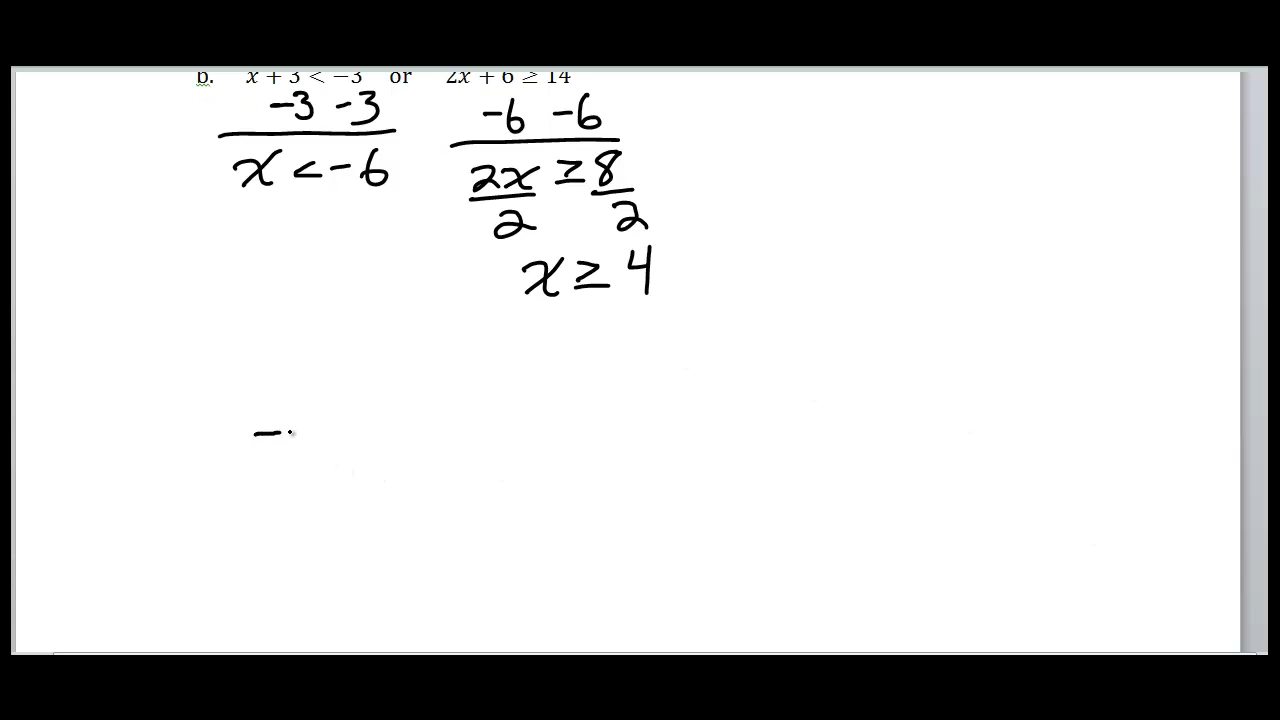 b. x + 3 < −3 or 2x + 6 ≥ 14
-3 -3 -6 -6
x < -6 2x ≥ 8
2 2
x ≥ 4
-